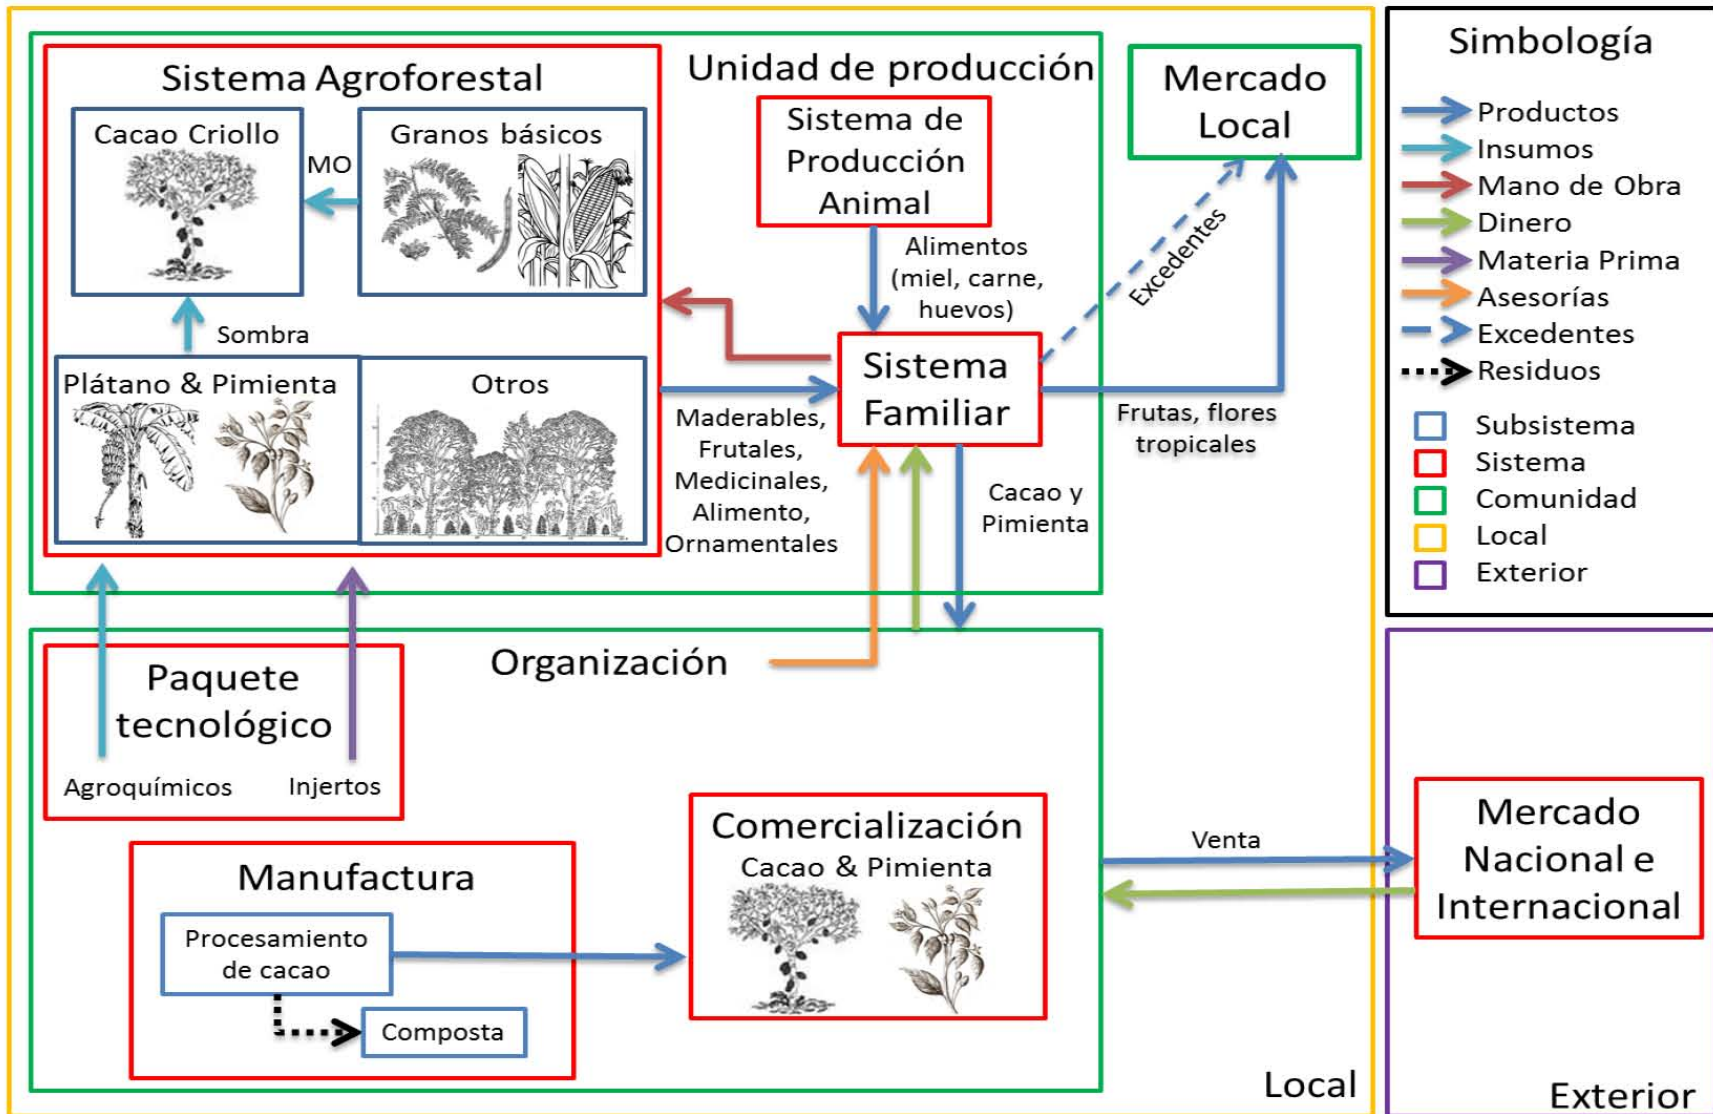 Sistema Agroforestal
Cacao Criollo
MO
Granos básicos
Sombra
Plátano & Pimienta
Otros
Unidad de producción
Sistema de
Producción
Animal
Alimentos
(miel, carne,
huevos)
Sistema
Familiar
Maderables,
Frutales,
Medicinales,
Alimento,
Ornamentales
Cacao y
Pimienta
Excedentes
Frutas, flores
tropicales
Mercado
Local
Paquete
tecnológico
Agroquímicos
Injertos
Organización
Manufactura
Procesamiento
de cacao
Composta
Comercialización
Cacao & Pimienta
Venta
Local
Mercado
Nacional e
Internacional
Exterior
Simbología
Productos
Insumos
Mano de Obra
Dinero
Materia Prima
Asesorías
Excedentes
Residuos
Subsistema
Sistema
Comunidad
Local
Exterior